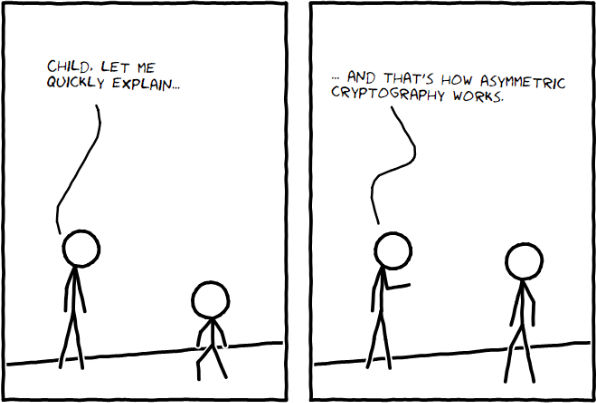 CHILD, LET ME
QUICKLY EXPLAIN...
... AND THAT'S HOW ASYMMETRIC
CRYPTOGRAPHY WORKS.